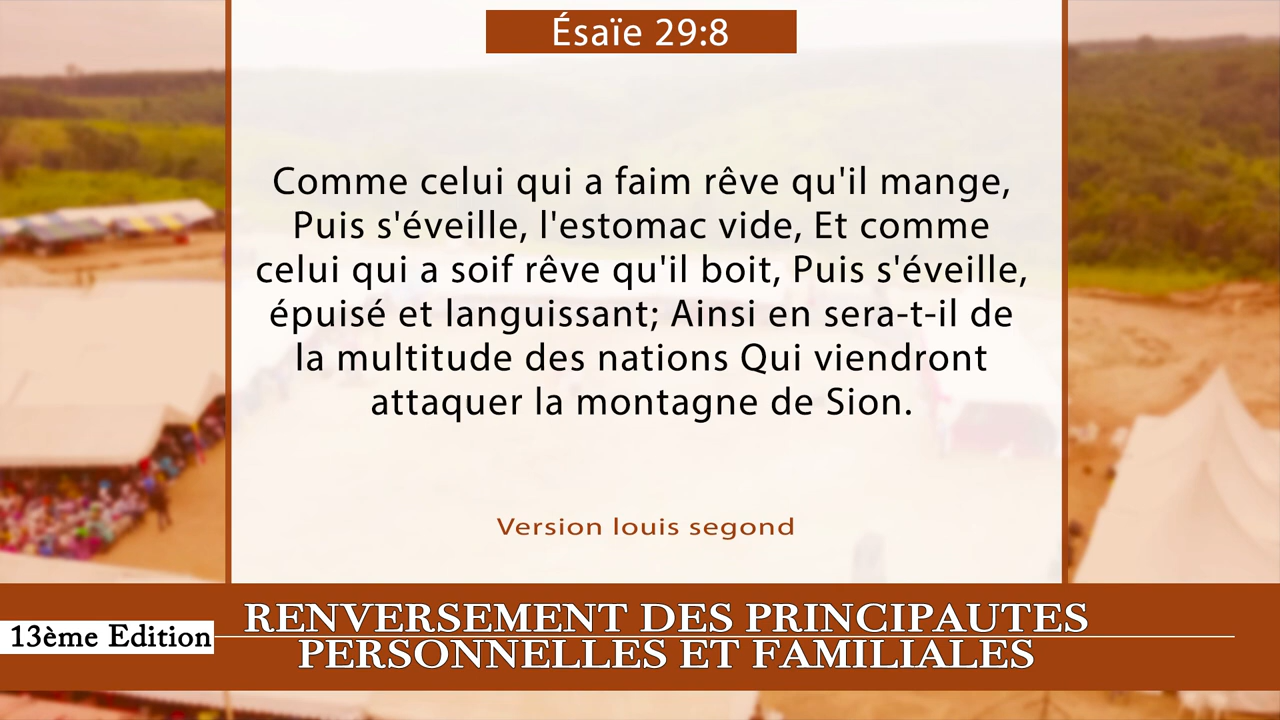 Ésaïe 29:8
Comme celui qui a faim rêve qu'il mange,
Puis s'éveille, l'estomac vide, Et comme
celui qui a soif rêve qu'il boit, Puis s'éveille,
épuisé et languissant; Ainsi en sera-t-il de
la multitude des nations Qui viendront
attaquer la montagne de Sion.
Version louis segond
13ème Edition
RENVERSEMENT DES PRINCIPAUTES
PERSONNELLES ET FAMILIALES